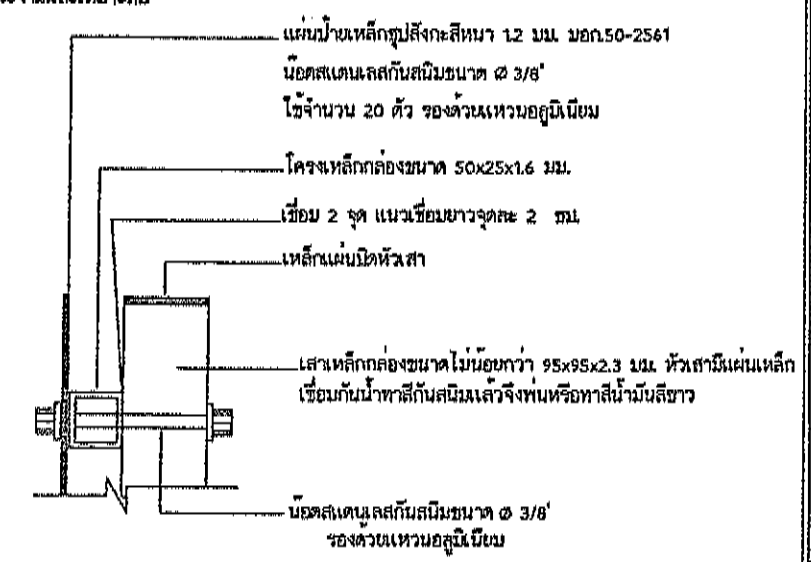 แผ่นป้ายเหล็กชุปสังกะสีหนา 1.2 มม. มอก.50-2561
น๊อตสแตนเลสกันสนิมขนาด Ø 3/8"
ใช้จำนวน 20 ตัว รองด้วยแหวนอลูมิเนียม
โครงเหล็กกล่องขนาด 50x25x1.6 มม.
เชื่อม 2 จุด แนวเชื่อมยาวจุดละ 2 ซม.
เหล็กแผ่นปิดหัวเสา
เสาเหล็กกล่องขนาดไม่น้อยกว่า 95x95x2.3 มม. หัวเสามีแผ่นเหล็ก
เชื่อมกันน้ำทาสีกันสนิมแล้วจึงพ่นหรือทาสีน้ำมันสีขาว
น๊อตสแตนเลสกันสนิมขนาด Ø 3/8"
รองด้วยแหวนอลูมิเนียม